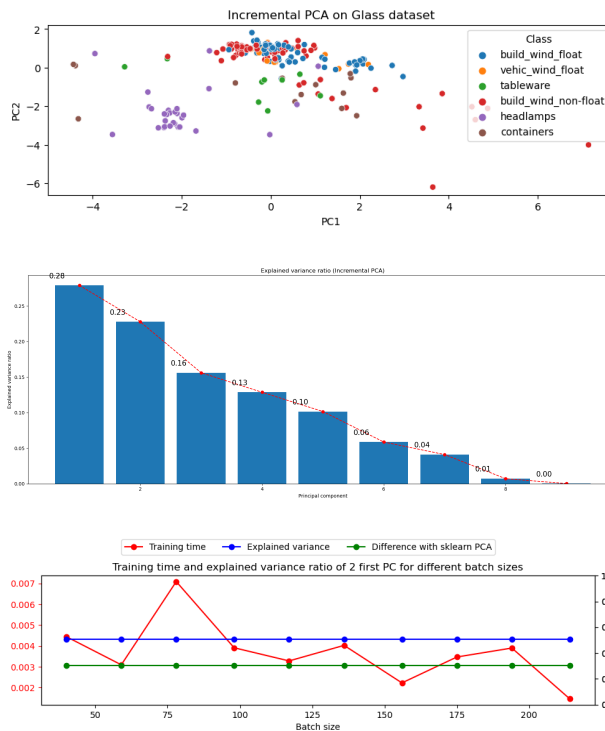 Incremental PCA on Glass dataset
2
0
−2
−4
−6
PC2
−4
−2
0
2
4
6
PC1
Class
build_wind_float
vehic_wind_float
tableware
build_wind_non-float
headlamps
containers
Explained variance ratio (Incremental PCA)
0.28
0.23
0.16
0.13
0.10
0.06
0.04
0.01
0.00
0.25
0.20
0.15
0.10
0.05
0.00
Explained variance ratio
2
4
6
8
Principal component
Training time
Explained variance
Difference with sklearn PCA
Training time and explained variance ratio of 2 first PC for different batch sizes
0.007
0.006
0.005
0.004
0.003
0.002
50
75
100
125
150
175
200
Batch size